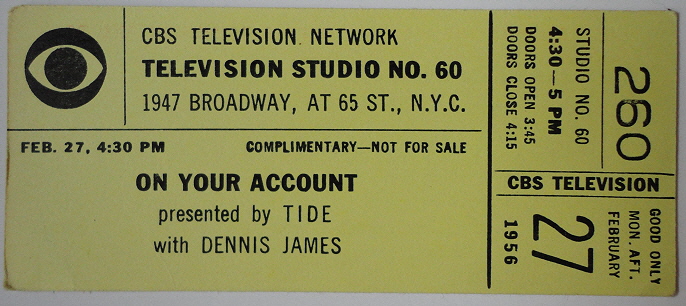 CBS TELEVISION NETWORK
TELEVISION STUDIO NO. 60
1947 BROADWAY, AT 65 ST., N.Y.C.
FEB. 27, 4:30 PM
COMPLIMENTARY—NOT FOR SALE
ON YOUR ACCOUNT
presented by TIDE
with DENNIS JAMES
260
STUDIO NO. 60
4:30—5 PM
DOORS OPEN 3:45
DOORS CLOSE 4:15
CBS TELEVISION
GOOD ONLY
MON. AFT.
FEBRUARY
27
1956